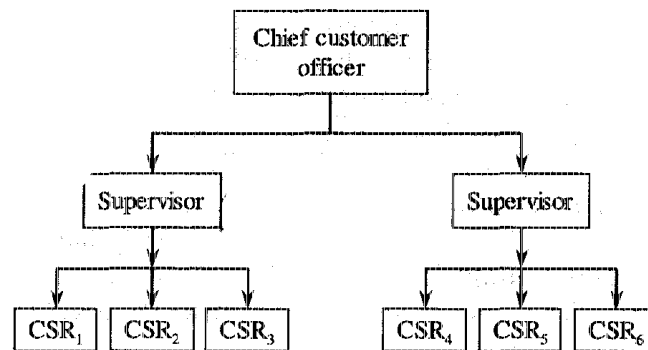 Chief customer
officer
Supervisor
Supervisor
CSR₁
CSR₂
CSR₃
CSR₄
CSR₅
CSR₆